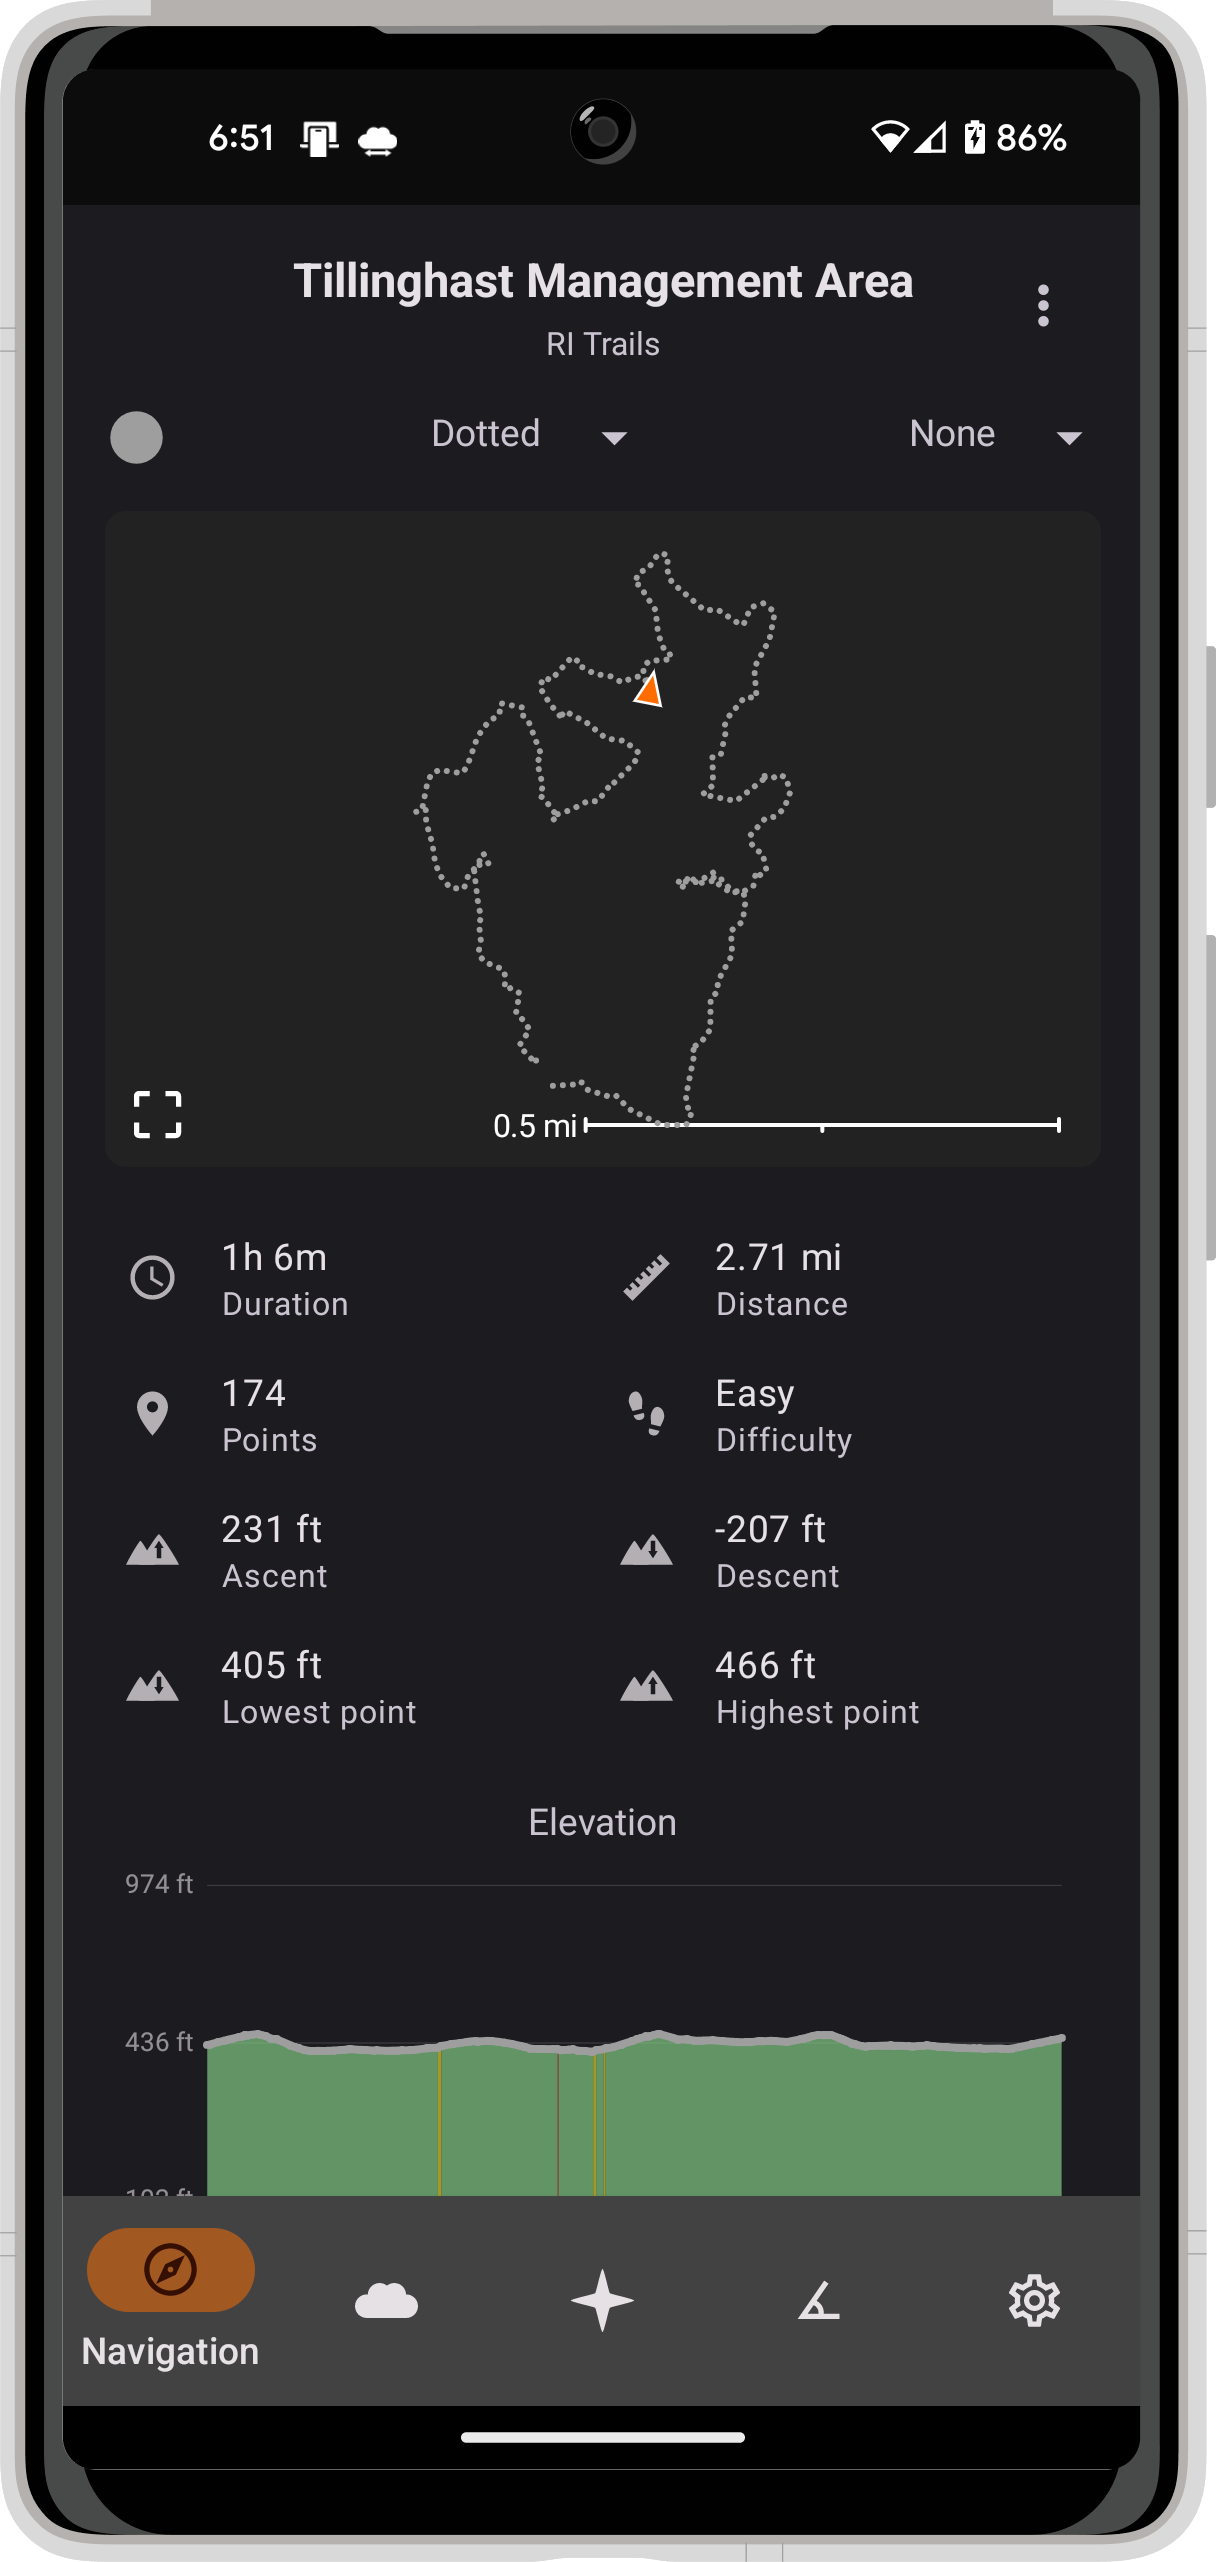 6:51 86%
Tillinghast Management Area
RI Trails
Dotted None
0.5 mi
1h 6m 2.71 mi
Duration Distance
174 Easy
Points Difficulty
231 ft -207 ft
Ascent Descent
405 ft 466 ft
Lowest point Highest point
Elevation
974 ft
436 ft
Navigation